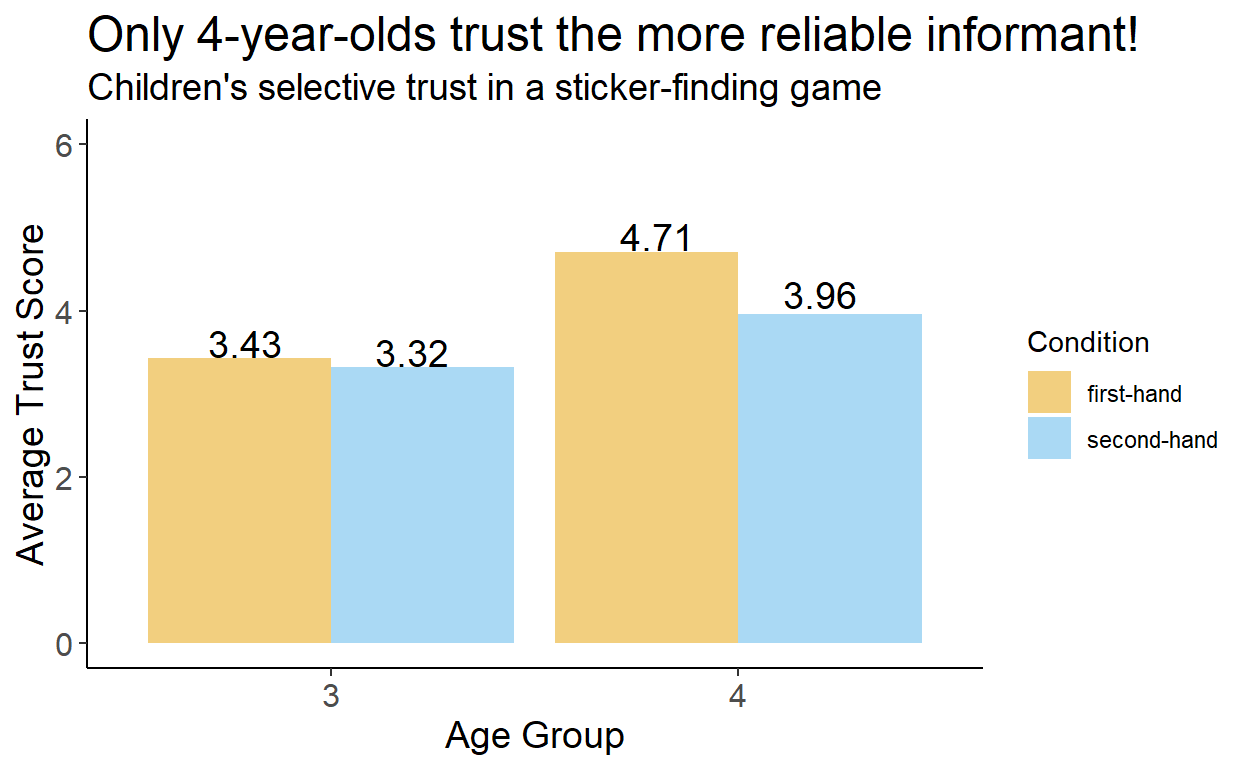 Only 4-year-olds trust the more reliable informant!
Children's selective trust in a sticker-finding game
6
4
2
0
Average Trust Score
3.43
3.32
4.71
3.96
3
4
Age Group
Condition
first-hand
second-hand